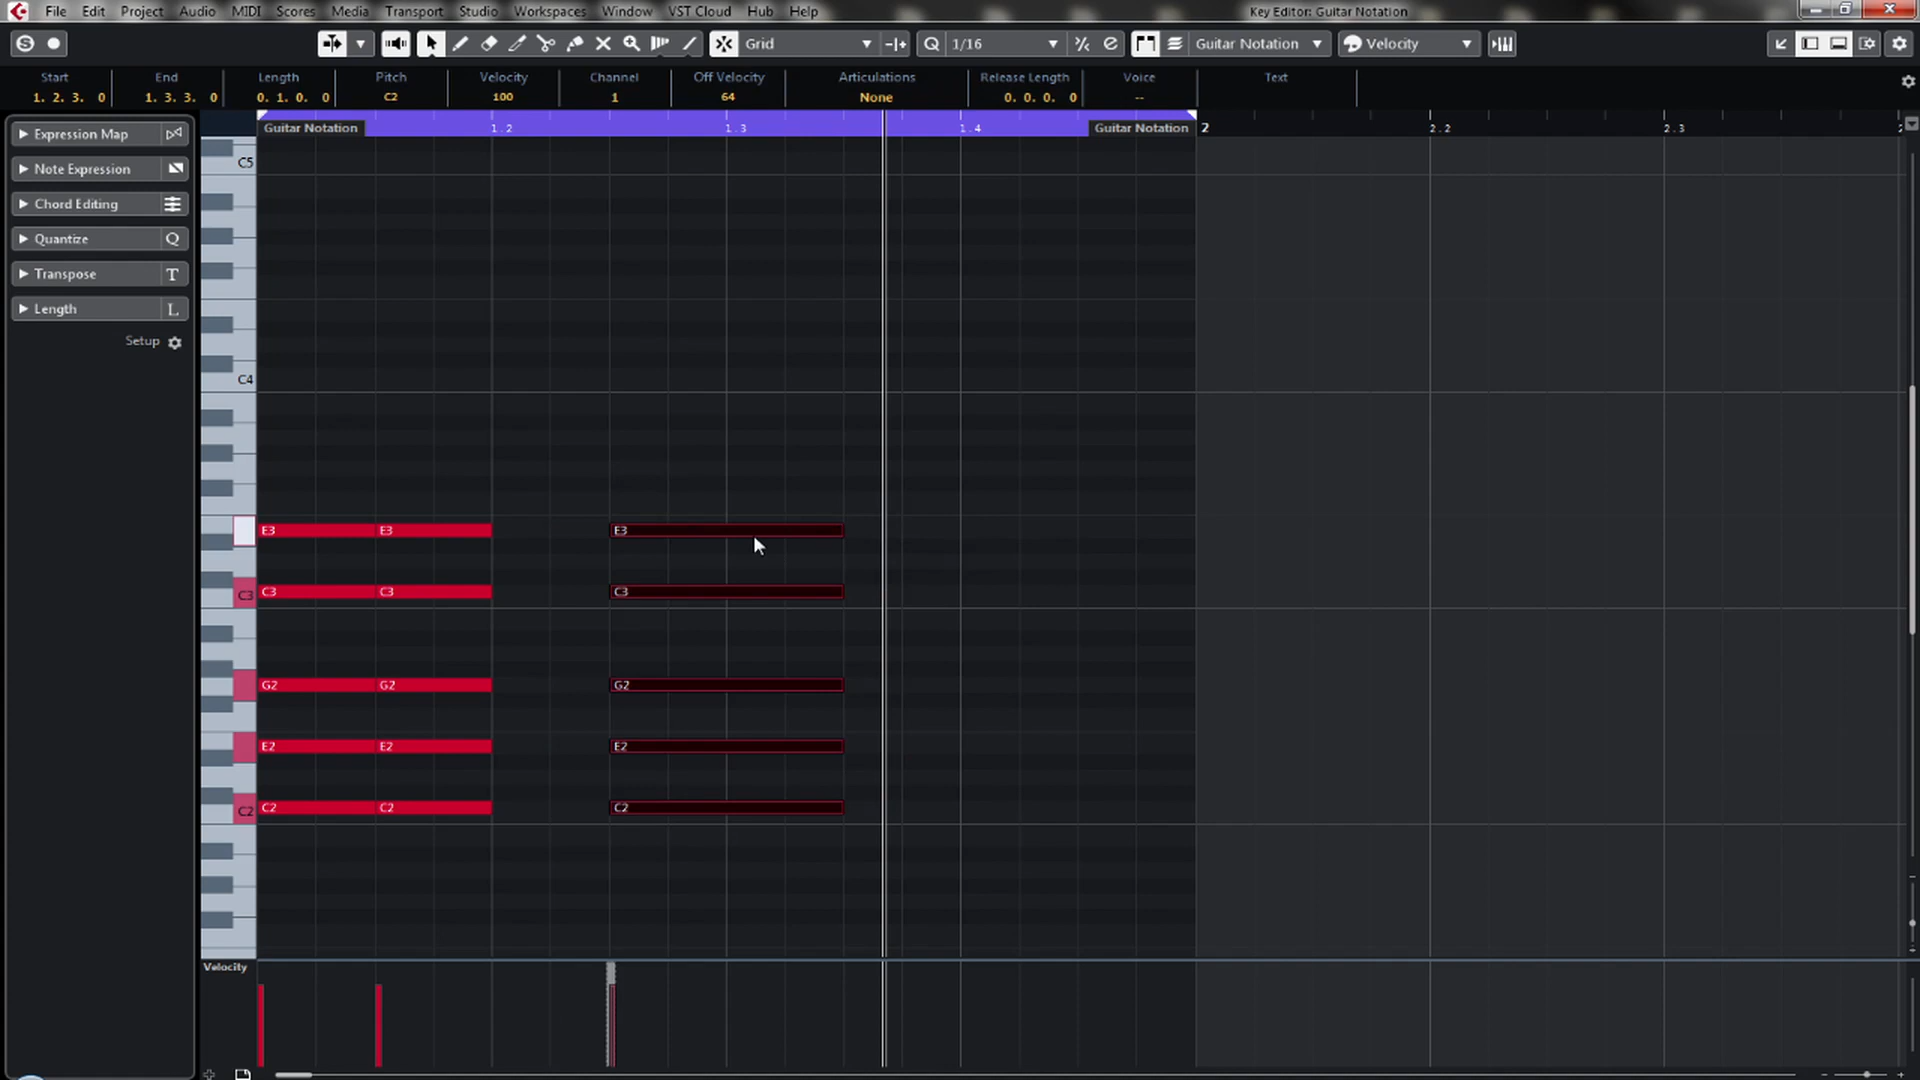 File Edit Project Audio MIDI Scores Media Transport Studio Workspaces Window VST Cloud Hub Help Key Editor: Guitar Notation
Grid Q 1/16 Guitar Notation Velocity
Start End Length Pitch Velocity Channel Off Velocity Articulations Release Length Voice Text
1. 2. 3. 0 1. 3. 3. 0 0. 1. 0. 0 C2 100 1 64 None 0. 0. 0. 0 --
Guitar Notation 1.2 1.3 1.4 Guitar Notation 2 2.2 2.3
Expression Map
Note Expression
Chord Editing
Quantize Q
Transpose T
Length L
Setup
C5
C4
E3 E3 E3
C3 C3 C3 C3
G2 G2 G2
E2 E2 E2
C2 C2 C2 C2
Velocity